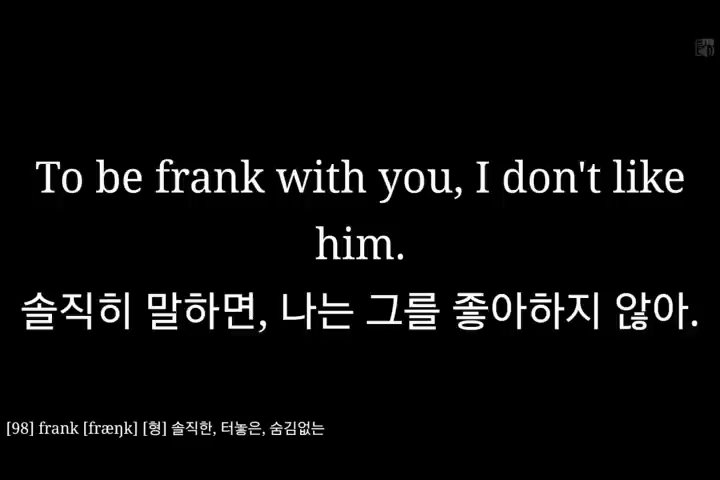 To be frank with you, I don't like
him.
솔직히 말하면, 나는 그를 좋아하지 않아.
[98] frank [fræŋk] [형] 솔직한, 터놓은, 숨김없는